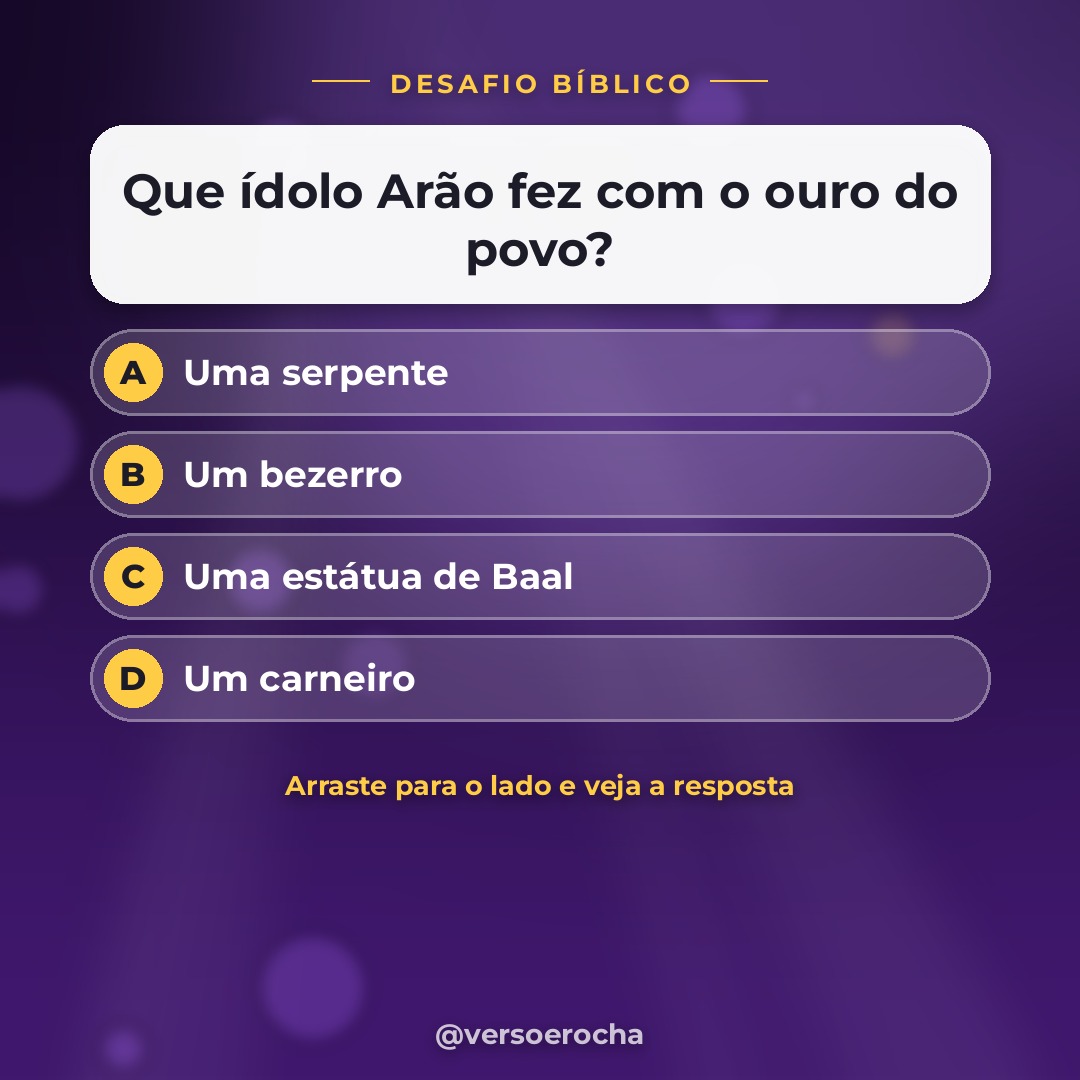 DESAFIO BÍBLICO
Que ídolo Arão fez com o ouro do
povo?
A Uma serpente
B Um bezerro
C Uma estátua de Baal
D Um carneiro
Arraste para o lado e veja a resposta
@versoerocha